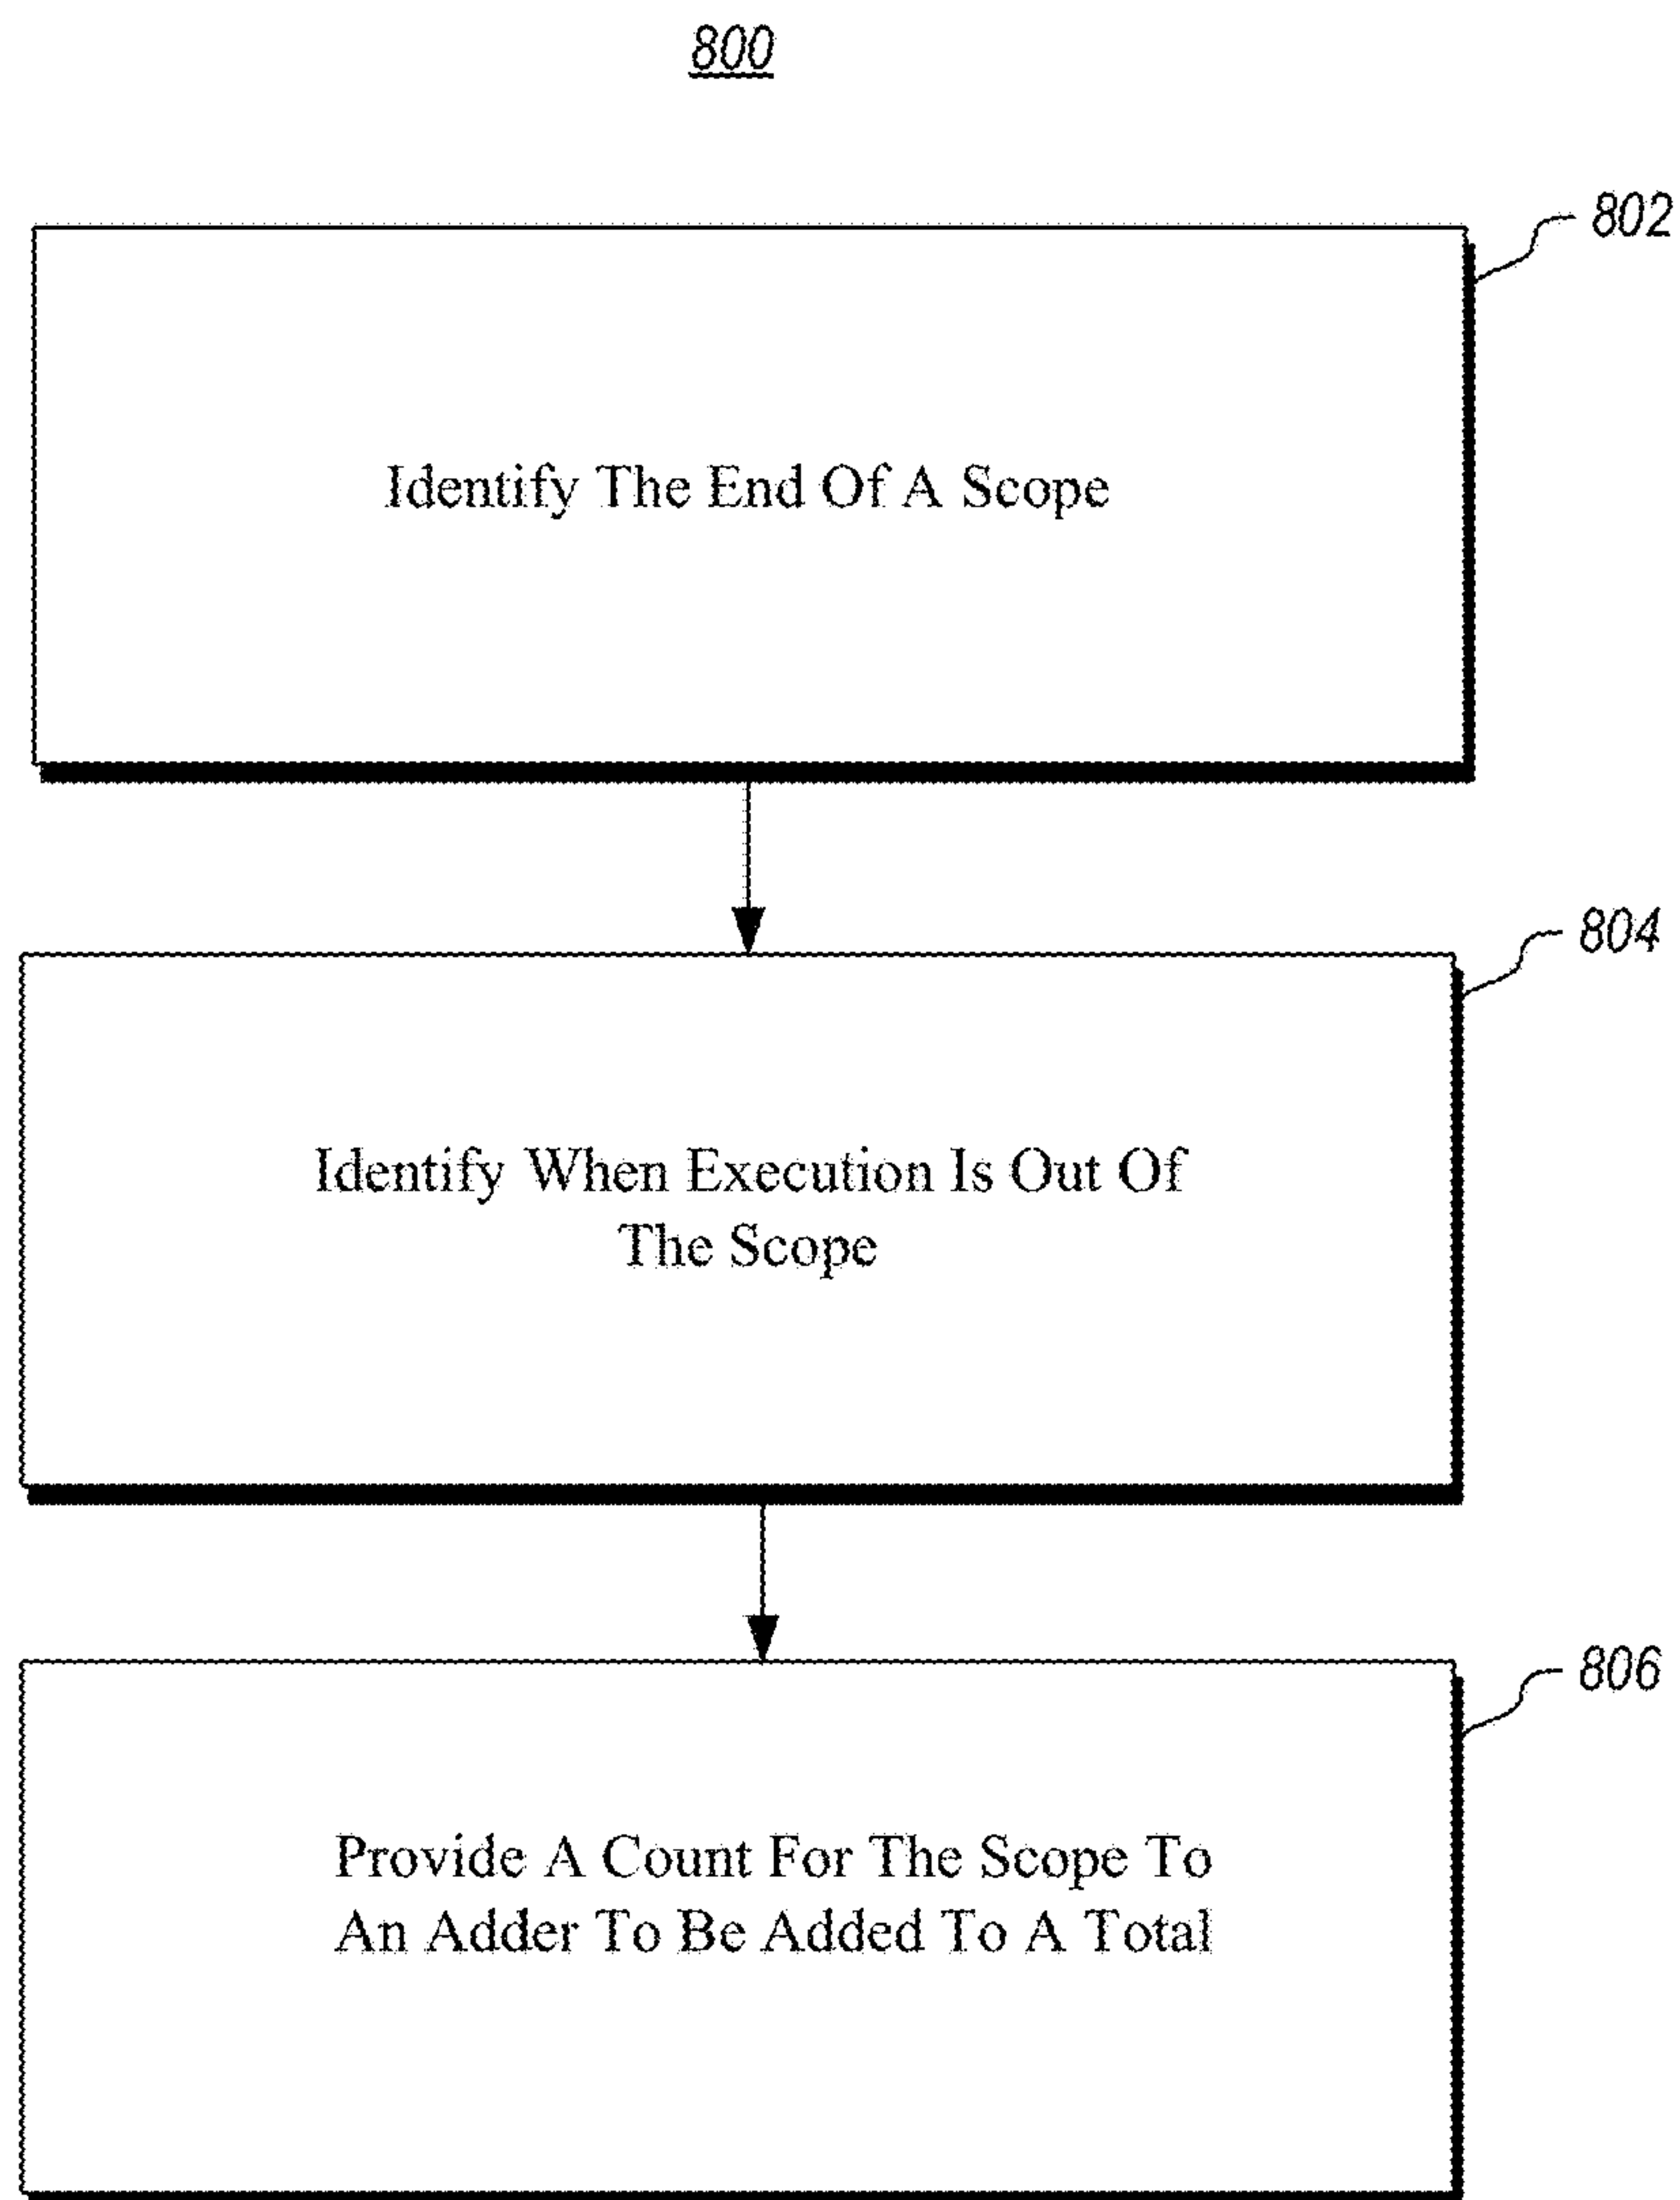 800
802
Identify The End Of A Scope
804
Identify When Execution Is Out Of
The Scope
806
Provide A Count For The Scope To
An Adder To Be Added To A Total